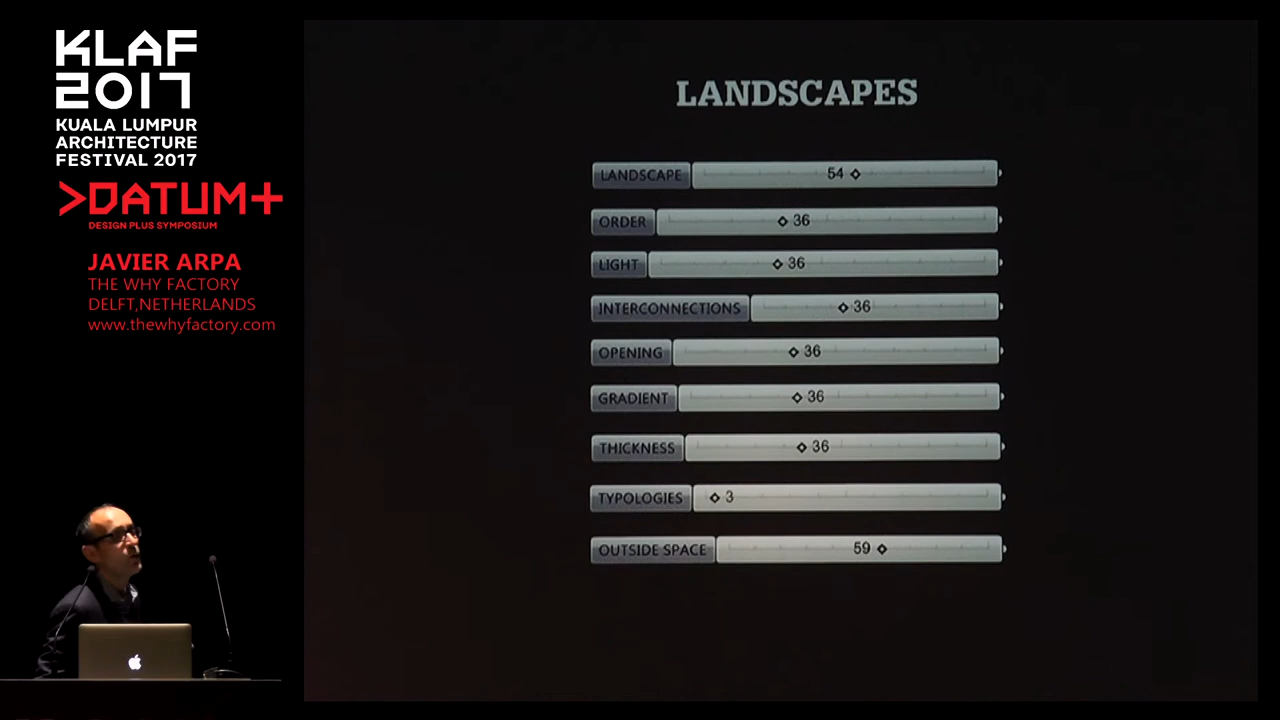 KLAF
2017
KUALA LUMPUR
ARCHITECTURE
FESTIVAL 2017
>DATUM+
DESIGN PLUS SYMPOSIUM
JAVIER ARPA
THE WHY FACTORY
DELFT,NETHERLANDS
www.thewhyfactory.com
LANDSCAPES
LANDSCAPE 54
ORDER 36
LIGHT 36
INTERCONNECTIONS 36
OPENING 36
GRADIENT 36
THICKNESS 36
TYPOLOGIES 3
OUTSIDE SPACE 59